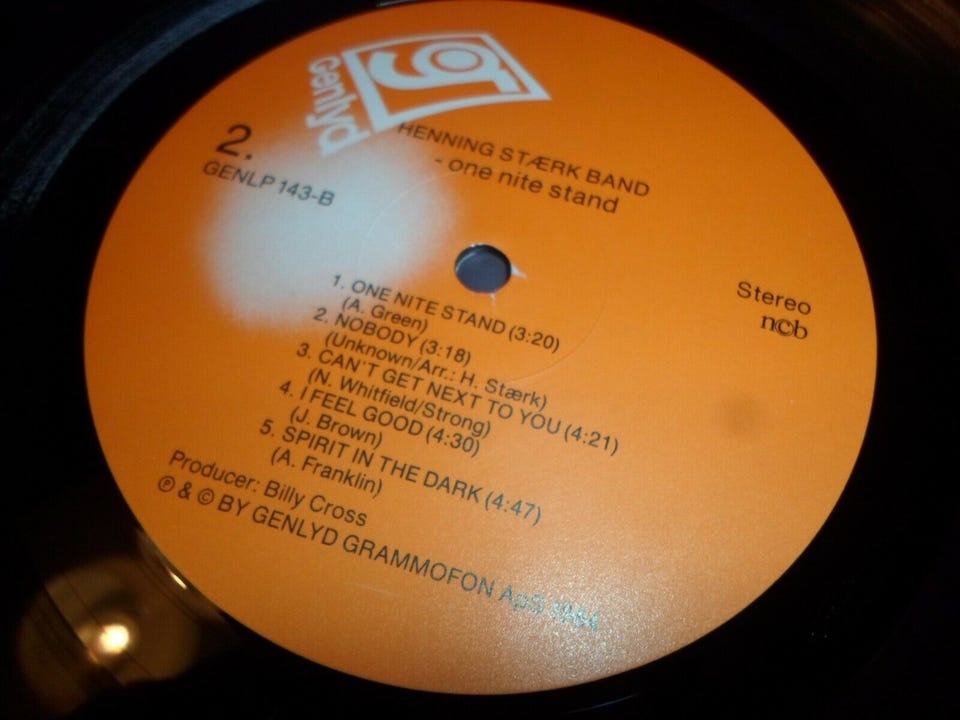 g
Genlyd
HENNING STÆRK BAND
- one nite stand
2.
GENLP 143-B
Stereo
n©b
1. ONE NITE STAND (3:20)
(A. Green)
2. NOBODY (3:18)
(Unknown/Arr.: H. Stærk)
3. CAN'T GET NEXT TO YOU (4:21)
(N. Whitfield/Strong)
4. I FEEL GOOD (4:30)
(J. Brown)
5. SPIRIT IN THE DARK (4:47)
(A. Franklin)
Producer: Billy Cross
℗ & © BY GENLYD GRAMMOFON ApS 1984